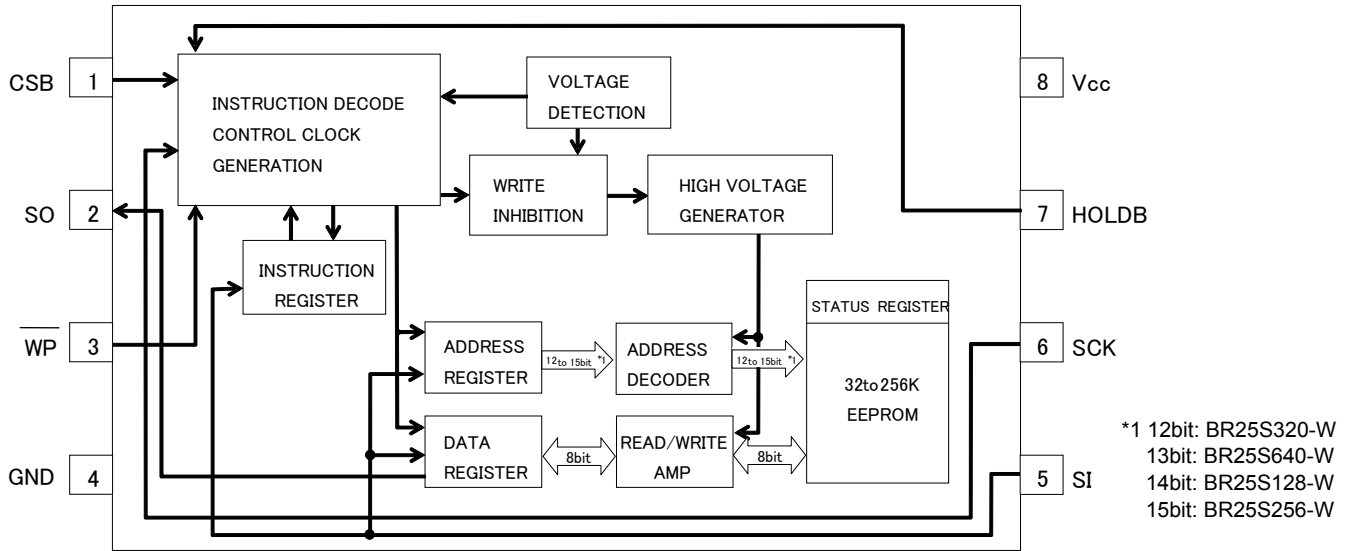 CSB 1
SO 2
WP 3
GND 4
INSTRUCTION DECODE
CONTROL CLOCK
GENERATION
VOLTAGE
DETECTION
WRITE
INHIBITION
HIGH VOLTAGE
GENERATOR
INSTRUCTION
REGISTER
ADDRESS
REGISTER
12to 15bit *1
ADDRESS
DECODER
12to 15bit *1
DATA
REGISTER
8bit
READ/WRITE
AMP
8bit
STATUS REGISTER
32to256K
EEPROM
8 Vcc
7 HOLDB
6 SCK
5 SI
*1 12bit: BR25S320-W
13bit: BR25S640-W
14bit: BR25S128-W
15bit: BR25S256-W